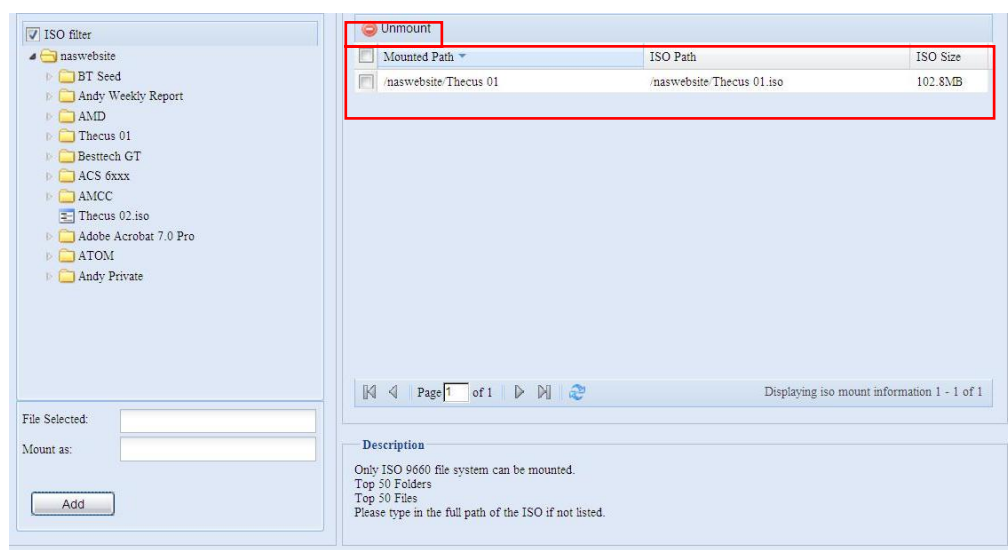 ISO filter
naswebsite
BT Seed
Andy Weekly Report
AMD
Thecus 01
Besttech GT
ACS 6xxx
AMCC
Thecus 02.iso
Adobe Acrobat 7.0 Pro
ATOM
Andy Private
File Selected:
Mount as:
Add
Unmount
Mounted Path ISO Path ISO Size
/naswebsite/Thecus 01 /naswebsite/Thecus 01.iso 102.8MB
Page 1 of 1 Displaying iso mount information 1 - 1 of 1
Description
Only ISO 9660 file system can be mounted.
Top 50 Folders
Top 50 Files
Please type in the full path of the ISO if not listed.